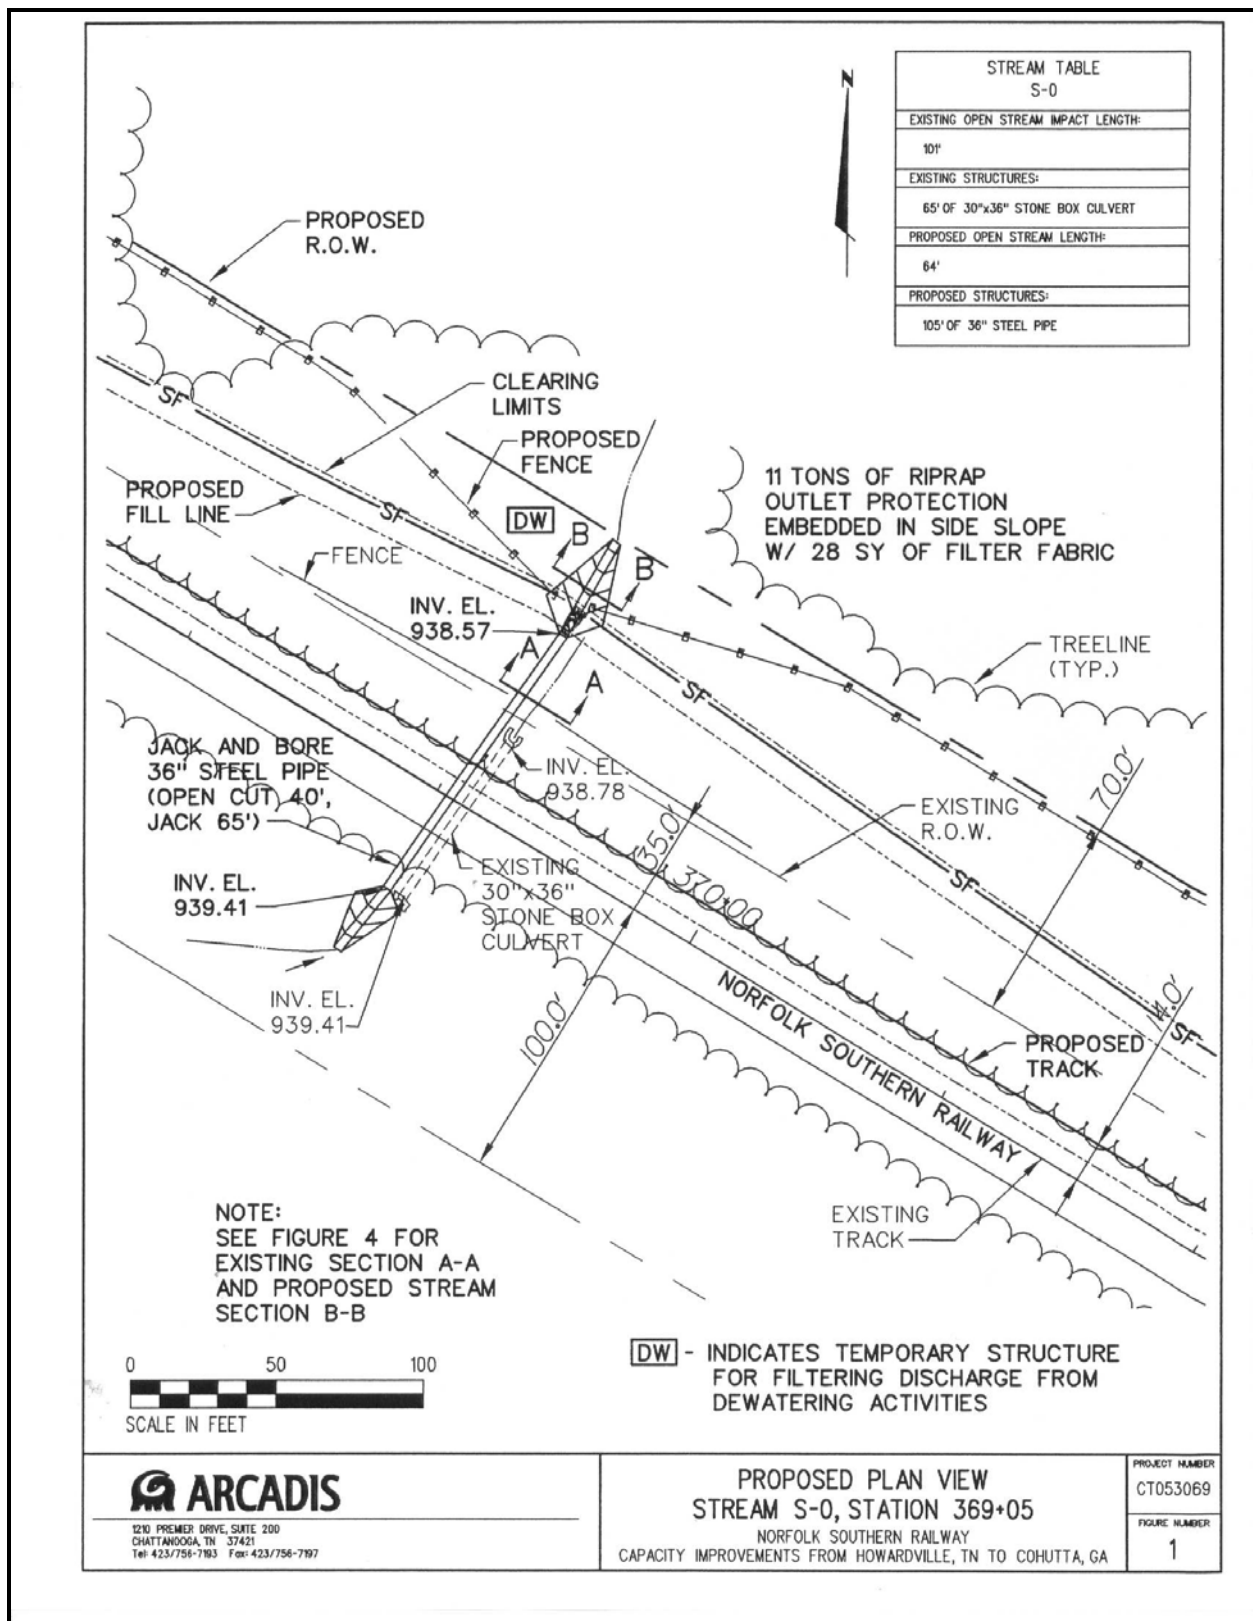 N
STREAM TABLE
S-0
EXISTING OPEN STREAM IMPACT LENGTH:
101'
EXISTING STRUCTURES:
65' OF 30"x36" STONE BOX CULVERT
PROPOSED OPEN STREAM LENGTH:
64'
PROPOSED STRUCTURES:
105' OF 36" STEEL PIPE
PROPOSED
R.O.W.
CLEARING
LIMITS
SF
PROPOSED
FENCE
PROPOSED
FILL LINE
SF
DW
FENCE
11 TONS OF RIPRAP
OUTLET PROTECTION
EMBEDDED IN SIDE SLOPE
W/ 28 SY OF FILTER FABRIC
B
B
INV. EL.
938.57
A
A
TREELINE
(TYP.)
SF
JACK AND BORE
36" STEEL PIPE
(OPEN CUT 40',
JACK 65')
INV. EL.
938.78
EXISTING
R.O.W.
70.0'
35.0'
370+00
SF
INV. EL.
939.41
EXISTING
30"x36"
STONE BOX
CULVERT
INV. EL.
939.41
100.0'
NORFOLK SOUTHERN RAILWAY
14.0'
SF
PROPOSED
TRACK
EXISTING
TRACK
NOTE:
SEE FIGURE 4 FOR
EXISTING SECTION A-A
AND PROPOSED STREAM
SECTION B-B
0 50 100
SCALE IN FEET
DW - INDICATES TEMPORARY STRUCTURE
FOR FILTERING DISCHARGE FROM
DEWATERING ACTIVITIES
ARCADIS
1210 PREMIER DRIVE, SUITE 200
CHATTANOOGA, TN 37421
Tel: 423/756-7193 Fax: 423/756-7197
PROPOSED PLAN VIEW
STREAM S-0, STATION 369+05
NORFOLK SOUTHERN RAILWAY
CAPACITY IMPROVEMENTS FROM HOWARDVILLE, TN TO COHUTTA, GA
PROJECT NUMBER
CT053069
FIGURE NUMBER
1